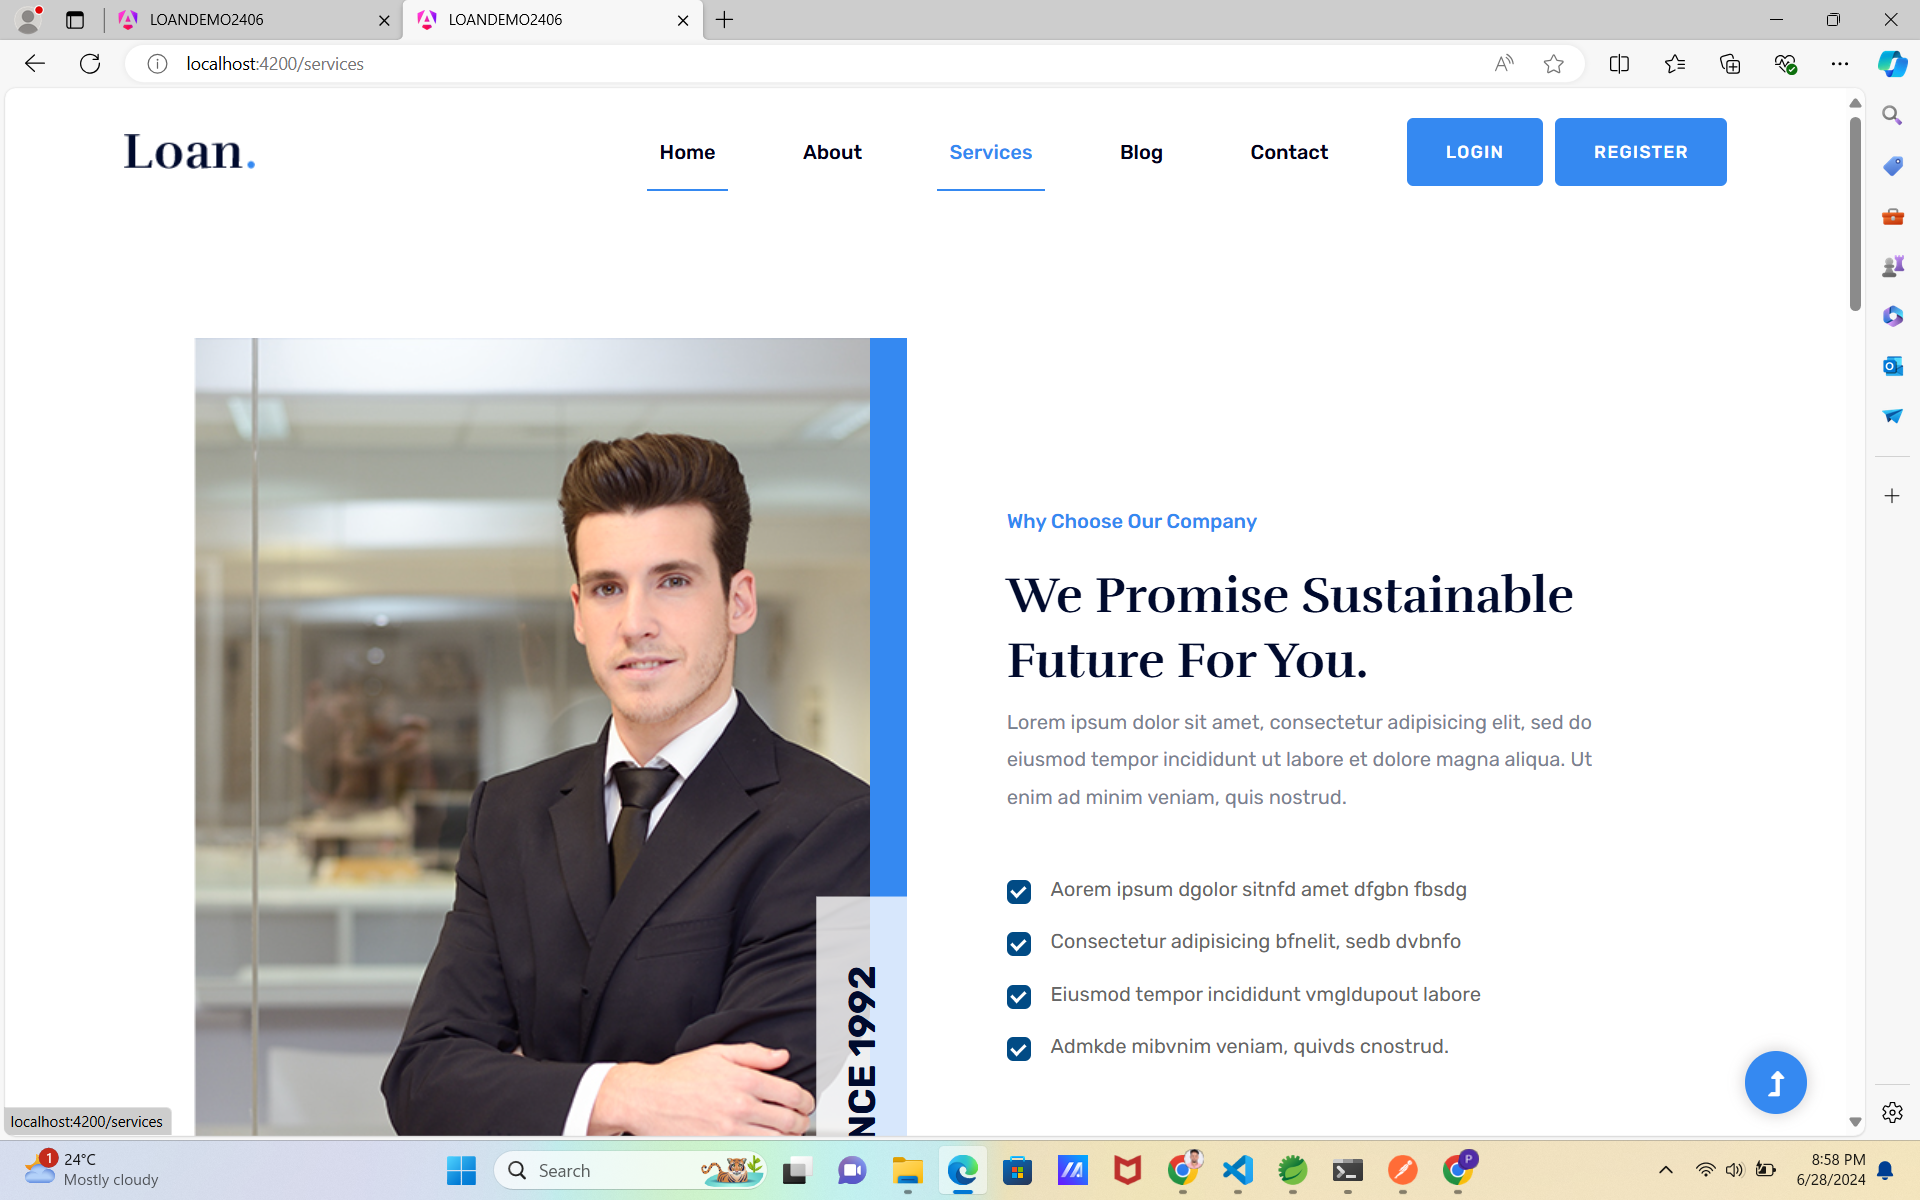 LOANDEMO2406
LOANDEMO2406
localhost:4200/services
Loan.
Home
About
Services
Blog
Contact
LOGIN
REGISTER
Why Choose Our Company
We Promise Sustainable
Future For You.
Lorem ipsum dolor sit amet, consectetur adipisicing elit, sed do
eiusmod tempor incididunt ut labore et dolore magna aliqua. Ut
enim ad minim veniam, quis nostrud.
Aorem ipsum dgolor sitnfd amet dfgbn fbsdg
Consectetur adipisicing bfnelit, sedb dvbnfo
Eiusmod tempor incididunt vmgldupout labore
Admkde mibvnim veniam, quivds cnostrud.
NCE 1992
localhost:4200/services
1
24°C
Mostly cloudy
Search
P
8:58 PM
6/28/2024